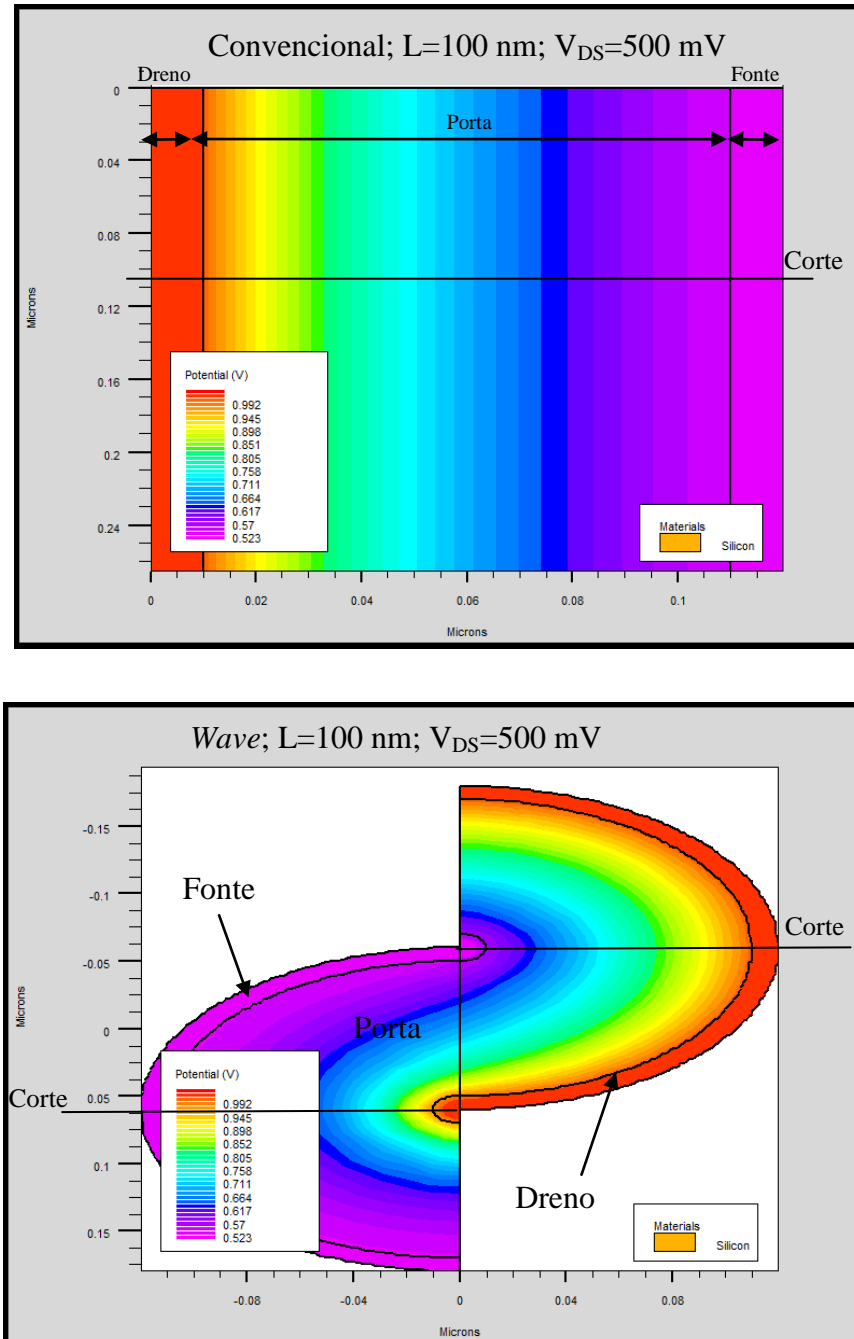 Convencional; L=100 nm; VDS=500 mV
Dreno
Fonte
Porta
Corte
0
0.04
0.08
0.12
0.16
0.2
0.24
Microns
Potential (V)
0.992
0.945
0.898
0.851
0.805
0.758
0.711
0.664
0.617
0.57
0.523
Materials
Silicon
0
0.02
0.04
0.06
0.08
0.1
Microns
Wave; L=100 nm; VDS=500 mV
-0.15
-0.1
-0.05
0
0.05
0.1
0.15
Microns
Fonte
Corte
Porta
Corte
Dreno
Potential (V)
0.992
0.945
0.898
0.852
0.805
0.758
0.711
0.664
0.617
0.57
0.523
Materials
Silicon
-0.08
-0.04
0
0.04
0.08
Microns